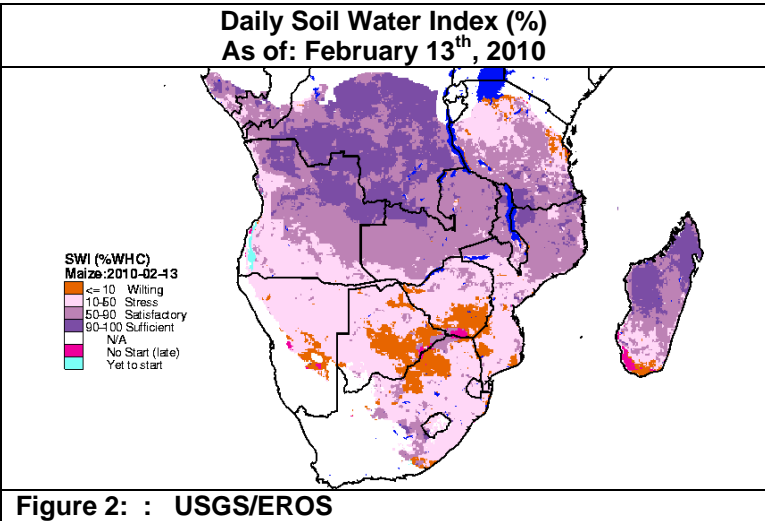 Daily Soil Water Index (%)
As of: February 13th, 2010
SWI (%WHC)
Maize:2010-02-13
<= 10 Wilting
10-50 Stress
50-90 Satisfactory
90-100 Sufficient
N/A
No Start (late)
Yet to start
Figure 2: : USGS/EROS